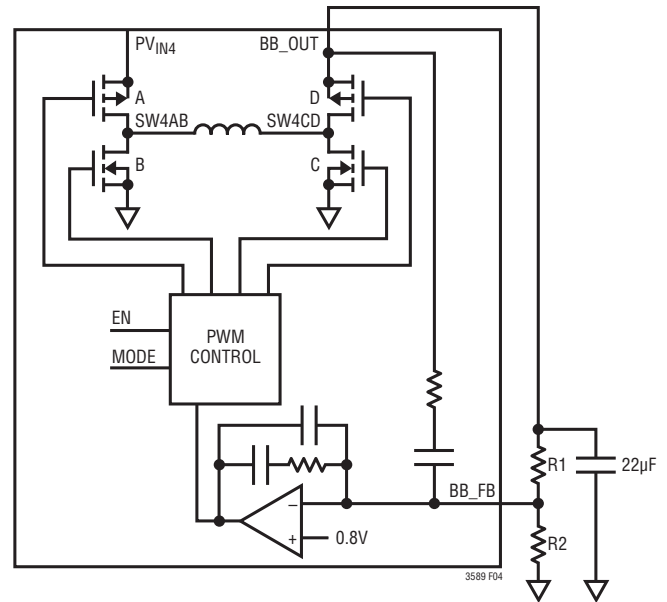 PVIN4
BB_OUT
A
D
SW4AB
SW4CD
B
C
EN
MODE
PWM
CONTROL
R1
22µF
BB_FB
–
+
0.8V
R2
3589 F04